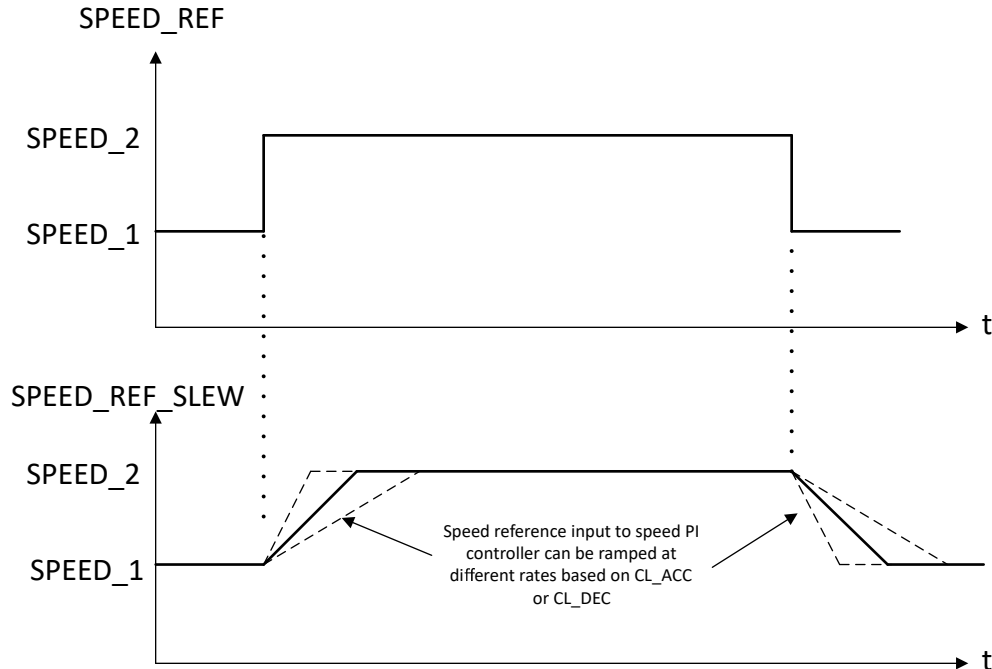 SPEED_REF
SPEED_2
SPEED_1
t
SPEED_REF_SLEW
SPEED_2
Speed reference input to speed PI
controller can be ramped at
different rates based on CL_ACC
or CL_DEC
SPEED_1
t